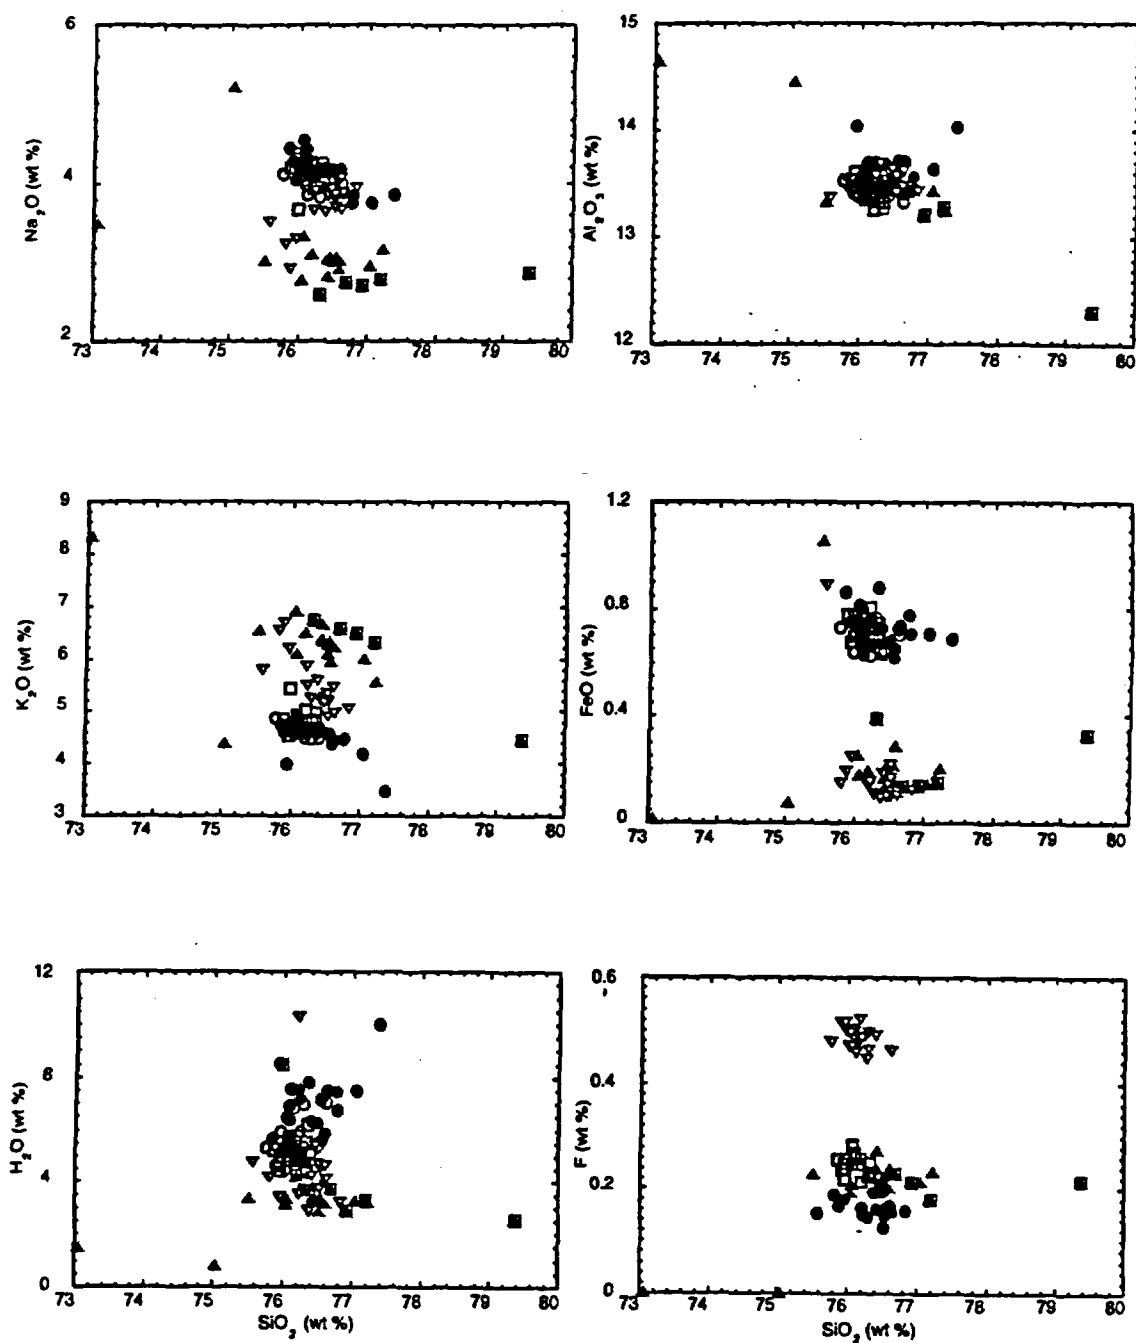 6
4
2
Na2O (wt %)
73 74 75 76 77 78 79 80
15
14
13
12
Al2O3 (wt %)
73 74 75 76 77 78 79 80
9
8
7
6
5
4
3
K2O (wt %)
73 74 75 76 77 78 79 80
1.2
0.8
0.4
0
FeO (wt %)
73 74 75 76 77 78 79 80
12
8
4
0
H2O (wt %)
73 74 75 76 77 78 79 80
SiO2 (wt %)
0.6
0.4
0.2
0
F (wt %)
73 74 75 76 77 78 79 80
SiO2 (wt %)